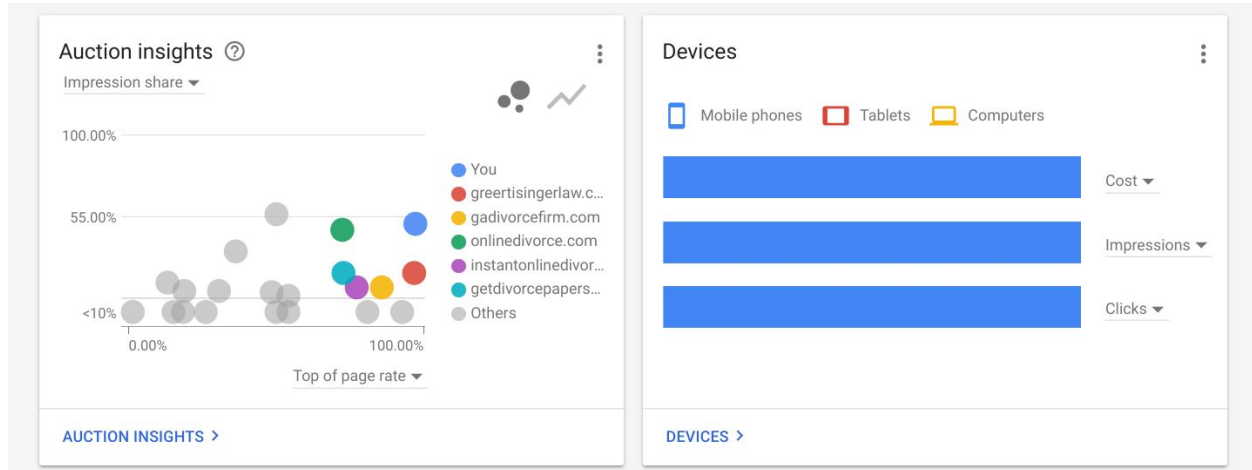 Auction insights
Impression share
100.00%
55.00%
<10%
0.00% 100.00%
Top of page rate
You
greertisingerlaw.c...
gadivorcefirm.com
onlinedivorce.com
instantonlinedivor...
getdivorcepapers...
Others
AUCTION INSIGHTS
Devices
Mobile phones Tablets Computers
Cost
Impressions
Clicks
DEVICES